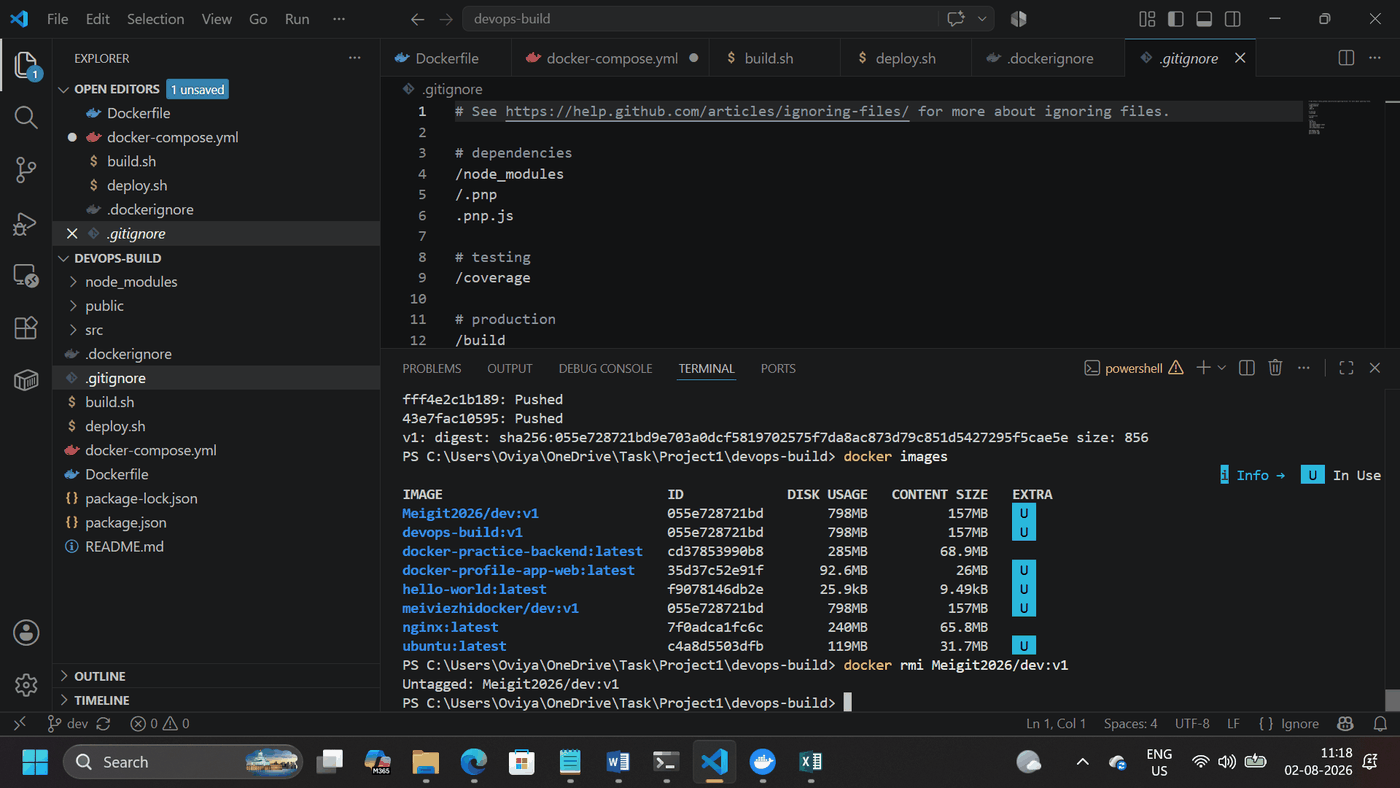 File Edit Selection View Go Run ···
devops-build
EXPLORER ···
1
OPEN EDITORS 1 unsaved
Dockerfile
docker-compose.yml
$ build.sh
$ deploy.sh
.dockerignore
.gitignore
DEVOPS-BUILD
node_modules
public
src
.dockerignore
.gitignore
$ build.sh
$ deploy.sh
docker-compose.yml
Dockerfile
{} package-lock.json
{} package.json
README.md
OUTLINE
TIMELINE
Dockerfile docker-compose.yml $ build.sh $ deploy.sh .dockerignore .gitignore
.gitignore
1 # See https://help.github.com/articles/ignoring-files/ for more about ignoring files.
2
3 # dependencies
4 /node_modules
5 /.pnp
6 .pnp.js
7
8 # testing
9 /coverage
10
11 # production
12 /build
PROBLEMS OUTPUT DEBUG CONSOLE TERMINAL PORTS powershell
fff4e2c1b189: Pushed
43e7fac10595: Pushed
v1: digest: sha256:055e728721bd9e703a0dcf5819702575f7da8ac873d79c851d5427295f5cae5e size: 856
PS C:\Users\Oviya\OneDrive\Task\Project1\devops-build> docker images
i Info → U In Use
IMAGE ID DISK USAGE CONTENT SIZE EXTRA
Meigit2026/dev:v1 055e728721bd 798MB 157MB U
devops-build:v1 055e728721bd 798MB 157MB U
docker-practice-backend:latest cd37853990b8 285MB 68.9MB
docker-profile-app-web:latest 35d37c52e91f 92.6MB 26MB U
hello-world:latest f9078146db2e 25.9kB 9.49kB U
meiviezhidocker/dev:v1 055e728721bd 798MB 157MB U
nginx:latest 7f0adca1fc6c 240MB 65.8MB
ubuntu:latest c4a8d5503dfb 119MB 31.7MB U
PS C:\Users\Oviya\OneDrive\Task\Project1\devops-build> docker rmi Meigit2026/dev:v1
Untagged: Meigit2026/dev:v1
PS C:\Users\Oviya\OneDrive\Task\Project1\devops-build>
dev 0 0 Ln 1, Col 1 Spaces: 4 UTF-8 LF {} Ignore
Search
M365
ENG
US
11:18
02-08-2026